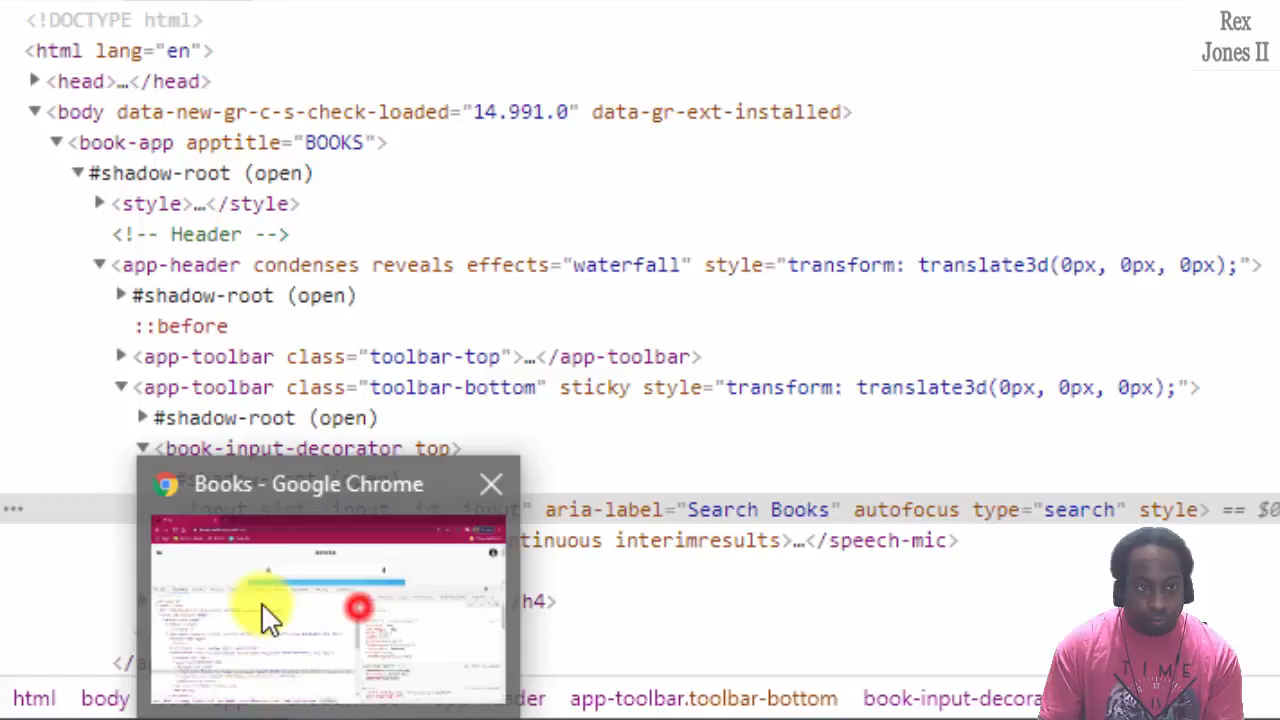 <!DOCTYPE html>
Rex
Jones II
<html lang="en">
<head>…</head>
<body data-new-gr-c-s-check-loaded="14.991.0" data-gr-ext-installed>
<book-app apptitle="BOOKS">
#shadow-root (open)
<style>…</style>
<!-- Header -->
<app-header condenses reveals effects="waterfall" style="transform: translate3d(0px, 0px, 0px);">
#shadow-root (open)
::before
<app-toolbar class="toolbar-top">…</app-toolbar>
<app-toolbar class="toolbar-bottom" sticky style="transform: translate3d(0px, 0px, 0px);">
#shadow-root (open)
<book-input-decorator top>
Books - Google Chrome
… aria-label="Search Books" autofocus type="search" style> == $0
interimresults>…</speech-mic>
/h4>
html body app-toolbar.toolbar-bottom